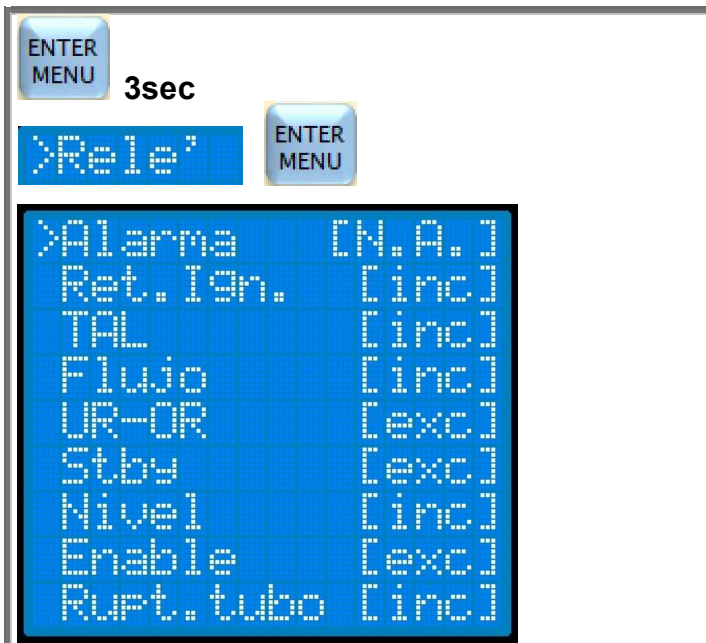 ENTER
MENU
3sec
>Rele’
ENTER
MENU
>Alarma [N.A.]
Ret.Ign. [inc]
TAL [inc]
Flujo [inc]
UR-OR [exc]
Stby [exc]
Nivel [inc]
Enable [exc]
Rupt.tubo [inc]